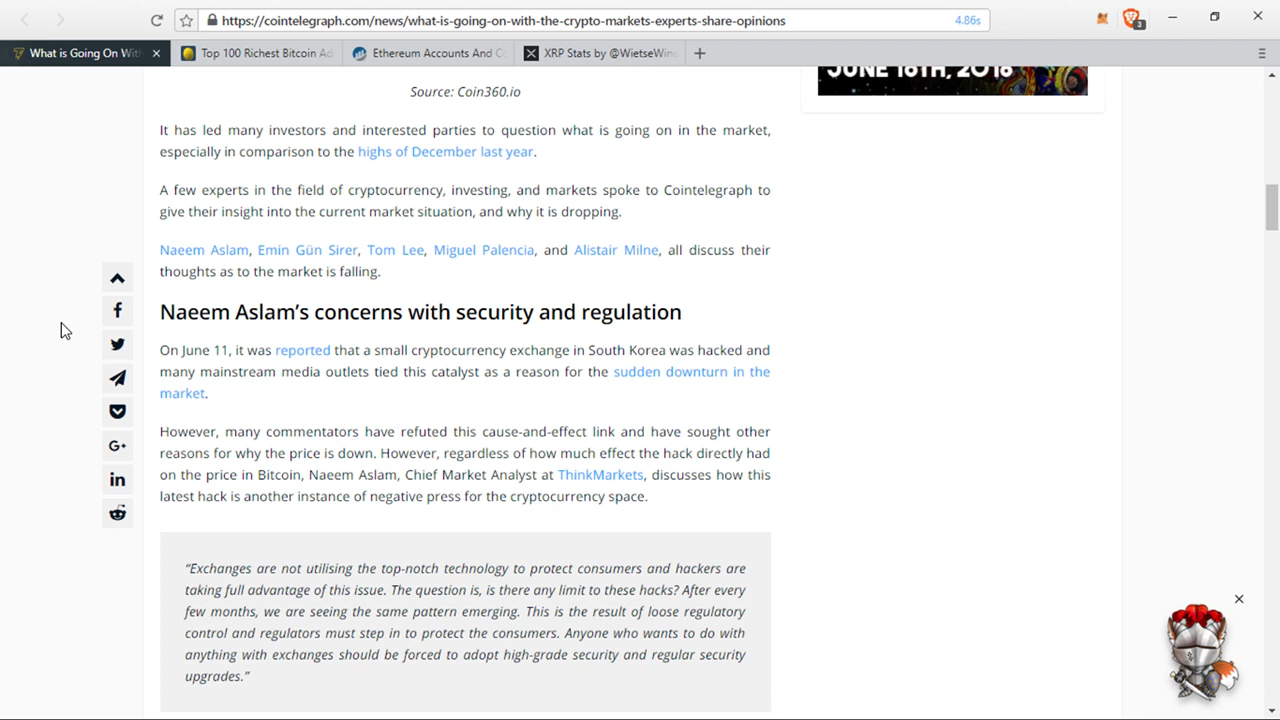 https://cointelegraph.com/news/what-is-going-on-with-the-crypto-markets-experts-share-opinions
4.86s
3
What is Going On Wit
Top 100 Richest Bitcoin Ad
Ethereum Accounts And Co
XRP Stats by @WietseWind
JUNE 16TH, 2018
Source: Coin360.io
It has led many investors and interested parties to question what is going on in the market,
especially in comparison to the highs of December last year.
A few experts in the field of cryptocurrency, investing, and markets spoke to Cointelegraph to
give their insight into the current market situation, and why it is dropping.
Naeem Aslam, Emin Gün Sirer, Tom Lee, Miguel Palencia, and Alistair Milne, all discuss their
thoughts as to the market is falling.
Naeem Aslam’s concerns with security and regulation
On June 11, it was reported that a small cryptocurrency exchange in South Korea was hacked and
many mainstream media outlets tied this catalyst as a reason for the sudden downturn in the
market.
However, many commentators have refuted this cause-and-effect link and have sought other
reasons for why the price is down. However, regardless of how much effect the hack directly had
on the price in Bitcoin, Naeem Aslam, Chief Market Analyst at ThinkMarkets, discusses how this
latest hack is another instance of negative press for the cryptocurrency space.
“Exchanges are not utilising the top-notch technology to protect consumers and hackers are
taking full advantage of this issue. The question is, is there any limit to these hacks? After every
few months, we are seeing the same pattern emerging. This is the result of loose regulatory
control and regulators must step in to protect the consumers. Anyone who wants to do with
anything with exchanges should be forced to adopt high-grade security and regular security
upgrades.”